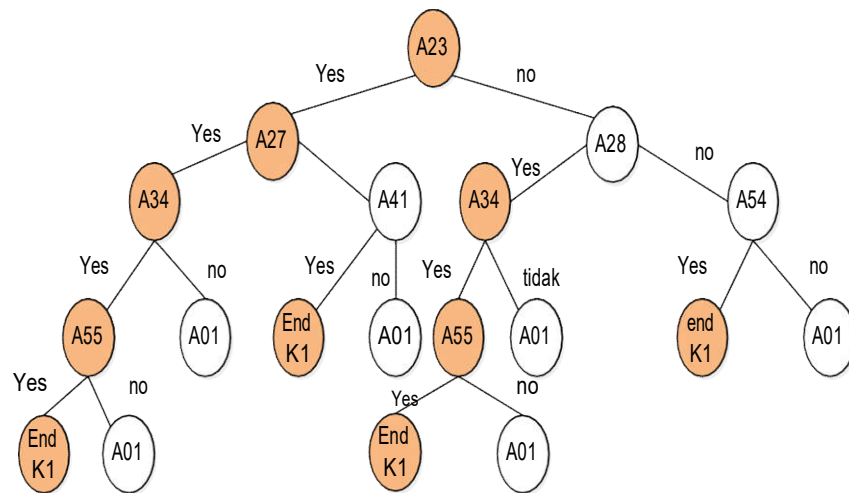 A23
Yes
no
Yes
A27
A28
Yes
no
A34
A41
A34
A54
Yes
no
Yes
no
Yes
tidak
Yes
no
A55
A01
End
K1
A01
A55
A01
end
K1
A01
Yes
no
Yes
no
End
K1
A01
End
K1
A01